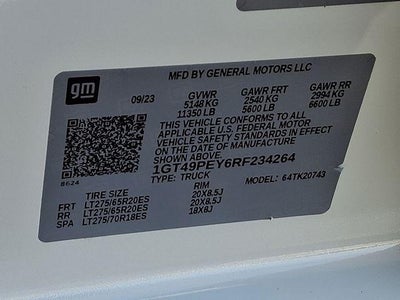 gm
MFD BY GENERAL MOTORS LLC
09/23 GVWR GAWR FRT GAWR RR
5148 KG 2540 KG 2994 KG
11350 LB 5600 LB 6600 LB
THIS VEHICLE CONFORMS TO ALL
APPLICABLE U.S. FEDERAL MOTOR
VEHICLE SAFETY STANDARDS IN EFFECT
ON THE DATE OF MANUFACTURE
SHOWN ABOVE.
1GT49PEY6RF234264
8624 TYPE: TRUCK MODEL: 64TK20743
TIRE SIZE RIM
FRT LT275/65R20ES 20X8.5J
RR LT275/65R20ES 20X8.5J
SPA LT275/70R18ES 18X8J